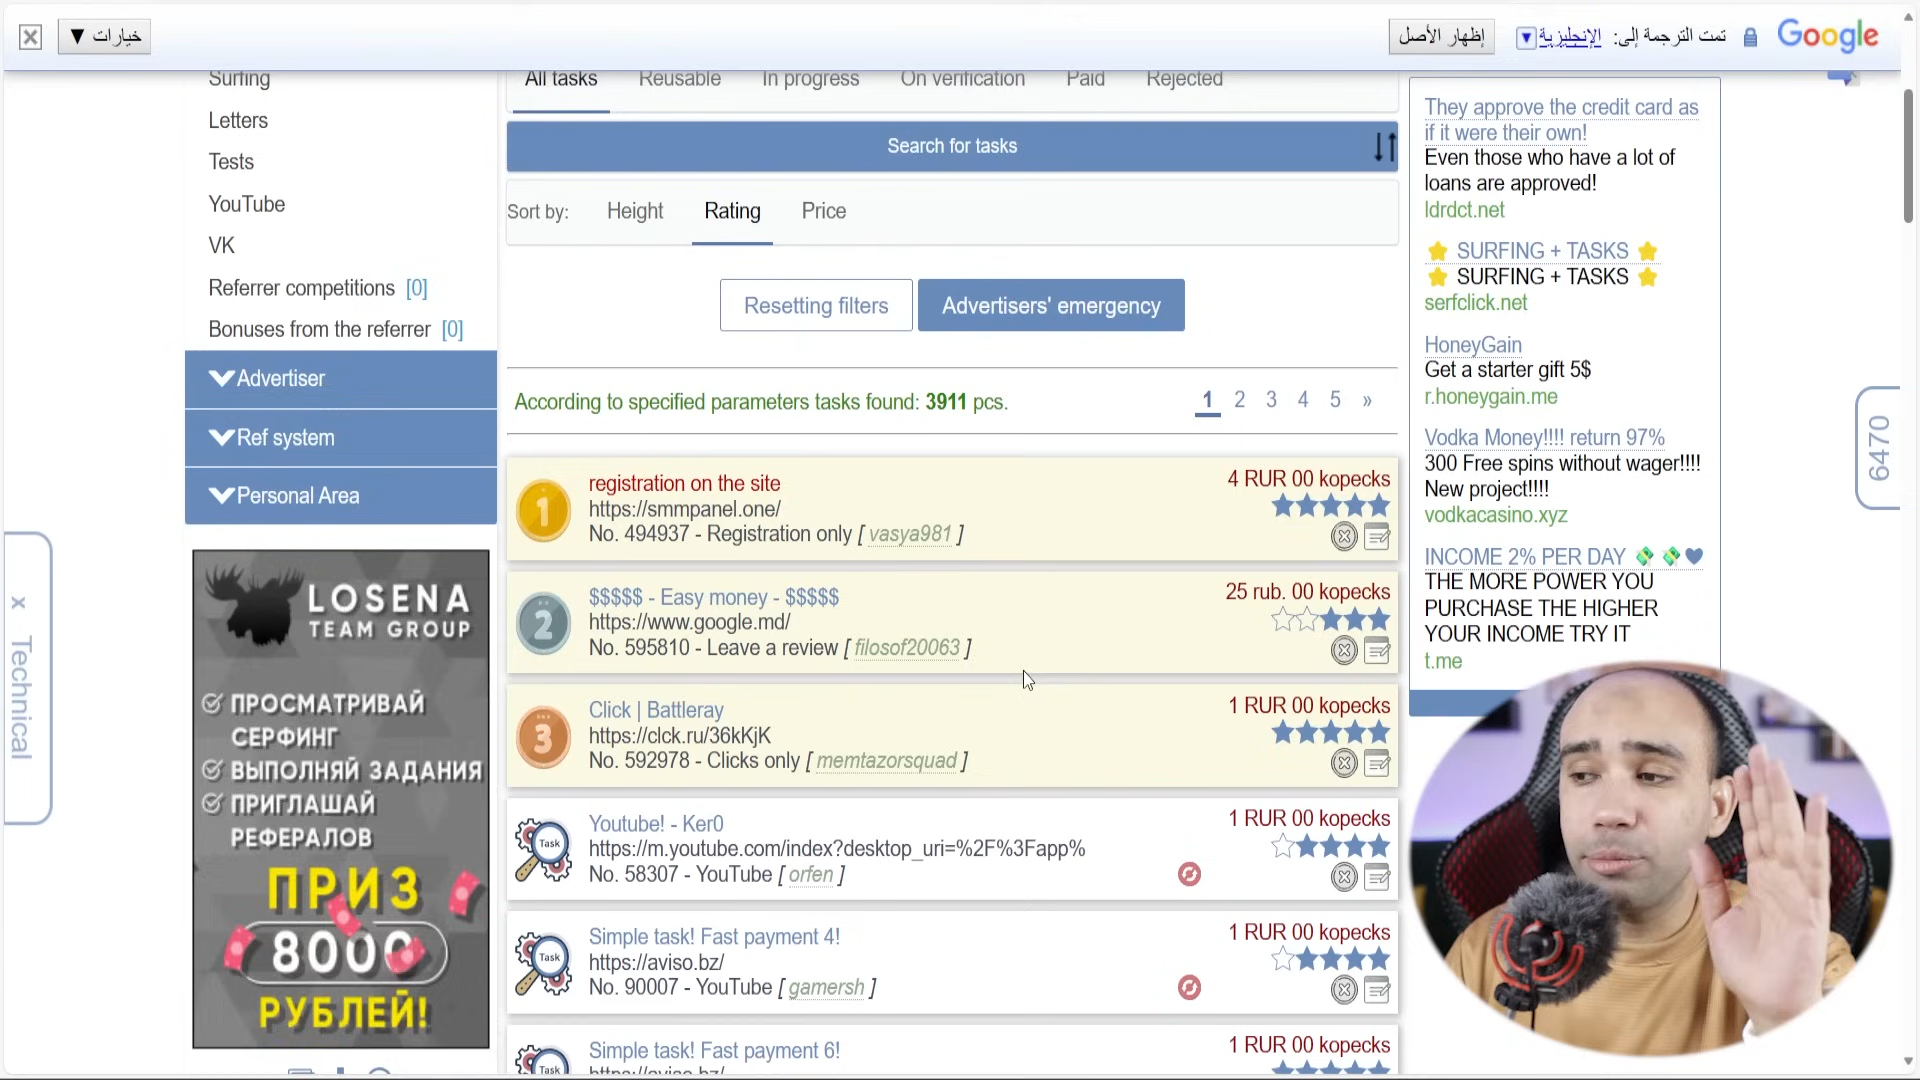 خيارات ▼
إظهار الأصل
تمت الترجمة إلى: الإنجليزية
Google
Surfing
Letters
Tests
YouTube
VK
Referrer competitions [0]
Bonuses from the referrer [0]
Advertiser
Ref system
Personal Area
LOSENA
TEAM GROUP
ПРОСМАТРИВАЙ
СЕРФИНГ
ВЫПОЛНЯЙ ЗАДАНИЯ
ПРИГЛАШАЙ
РЕФЕРАЛОВ
ПРИЗ
8000
РУБЛЕЙ!
x Technical
All tasks Reusable In progress On verification Paid Rejected
Search for tasks
Sort by: Height Rating Price
Resetting filters Advertisers' emergency
According to specified parameters tasks found: 3911 pcs.
1 2 3 4 5 »
1
registration on the site
https://smmpanel.one/
No. 494937 - Registration only [ vasya981 ]
4 RUR 00 kopecks
2
$$$$$ - Easy money - $$$$$
https://www.google.md/
No. 595810 - Leave a review [ filosof20063 ]
25 rub. 00 kopecks
3
Click | Battleray
https://clck.ru/36kKjK
No. 592978 - Clicks only [ memtazorsquad ]
1 RUR 00 kopecks
Task
Youtube! - Ker0
https://m.youtube.com/index?desktop_uri=%2F%3Fapp%
No. 58307 - YouTube [ orfen ]
1 RUR 00 kopecks
Task
Simple task! Fast payment 4!
https://aviso.bz/
No. 90007 - YouTube [ gamersh ]
1 RUR 00 kopecks
Task
Simple task! Fast payment 6!
https://aviso.bz/
1 RUR 00 kopecks
They approve the credit card as
if it were their own!
Even those who have a lot of
loans are approved!
ldrdct.net
SURFING + TASKS
SURFING + TASKS
serfclick.net
HoneyGain
Get a starter gift 5$
r.honeygain.me
Vodka Money!!!! return 97%
300 Free spins without wager!!!!
New project!!!!
vodkacasino.xyz
INCOME 2% PER DAY
THE MORE POWER YOU
PURCHASE THE HIGHER
YOUR INCOME TRY IT
t.me
6470